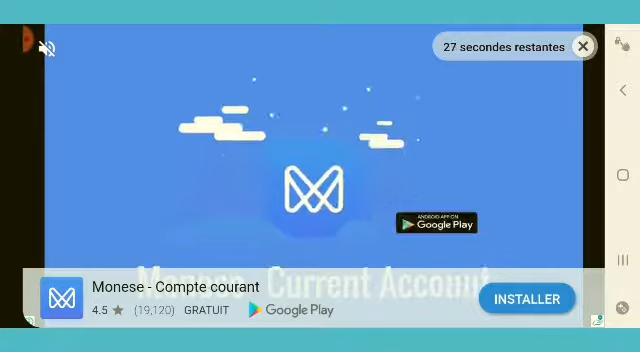 27 secondes restantes
ANDROID APP ON
Google Play
Monese - Current Account
Monese - Compte courant
4.5 ★ (19,120) GRATUIT Google Play
INSTALLER